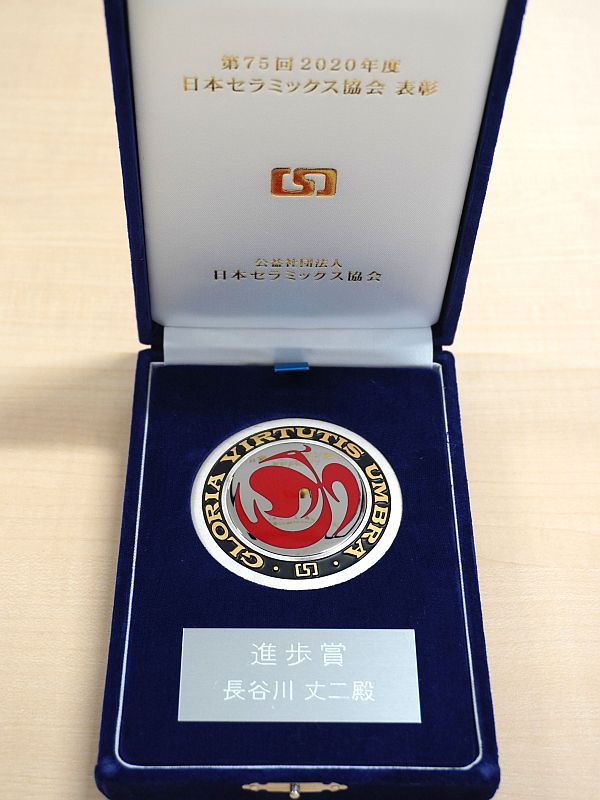 第75回2020年度
日本セラミックス協会 表彰
公益社団法人
日本セラミックス協会
GLORIA VIRTUTIS UMBRA
進歩賞
長谷川 丈二殿